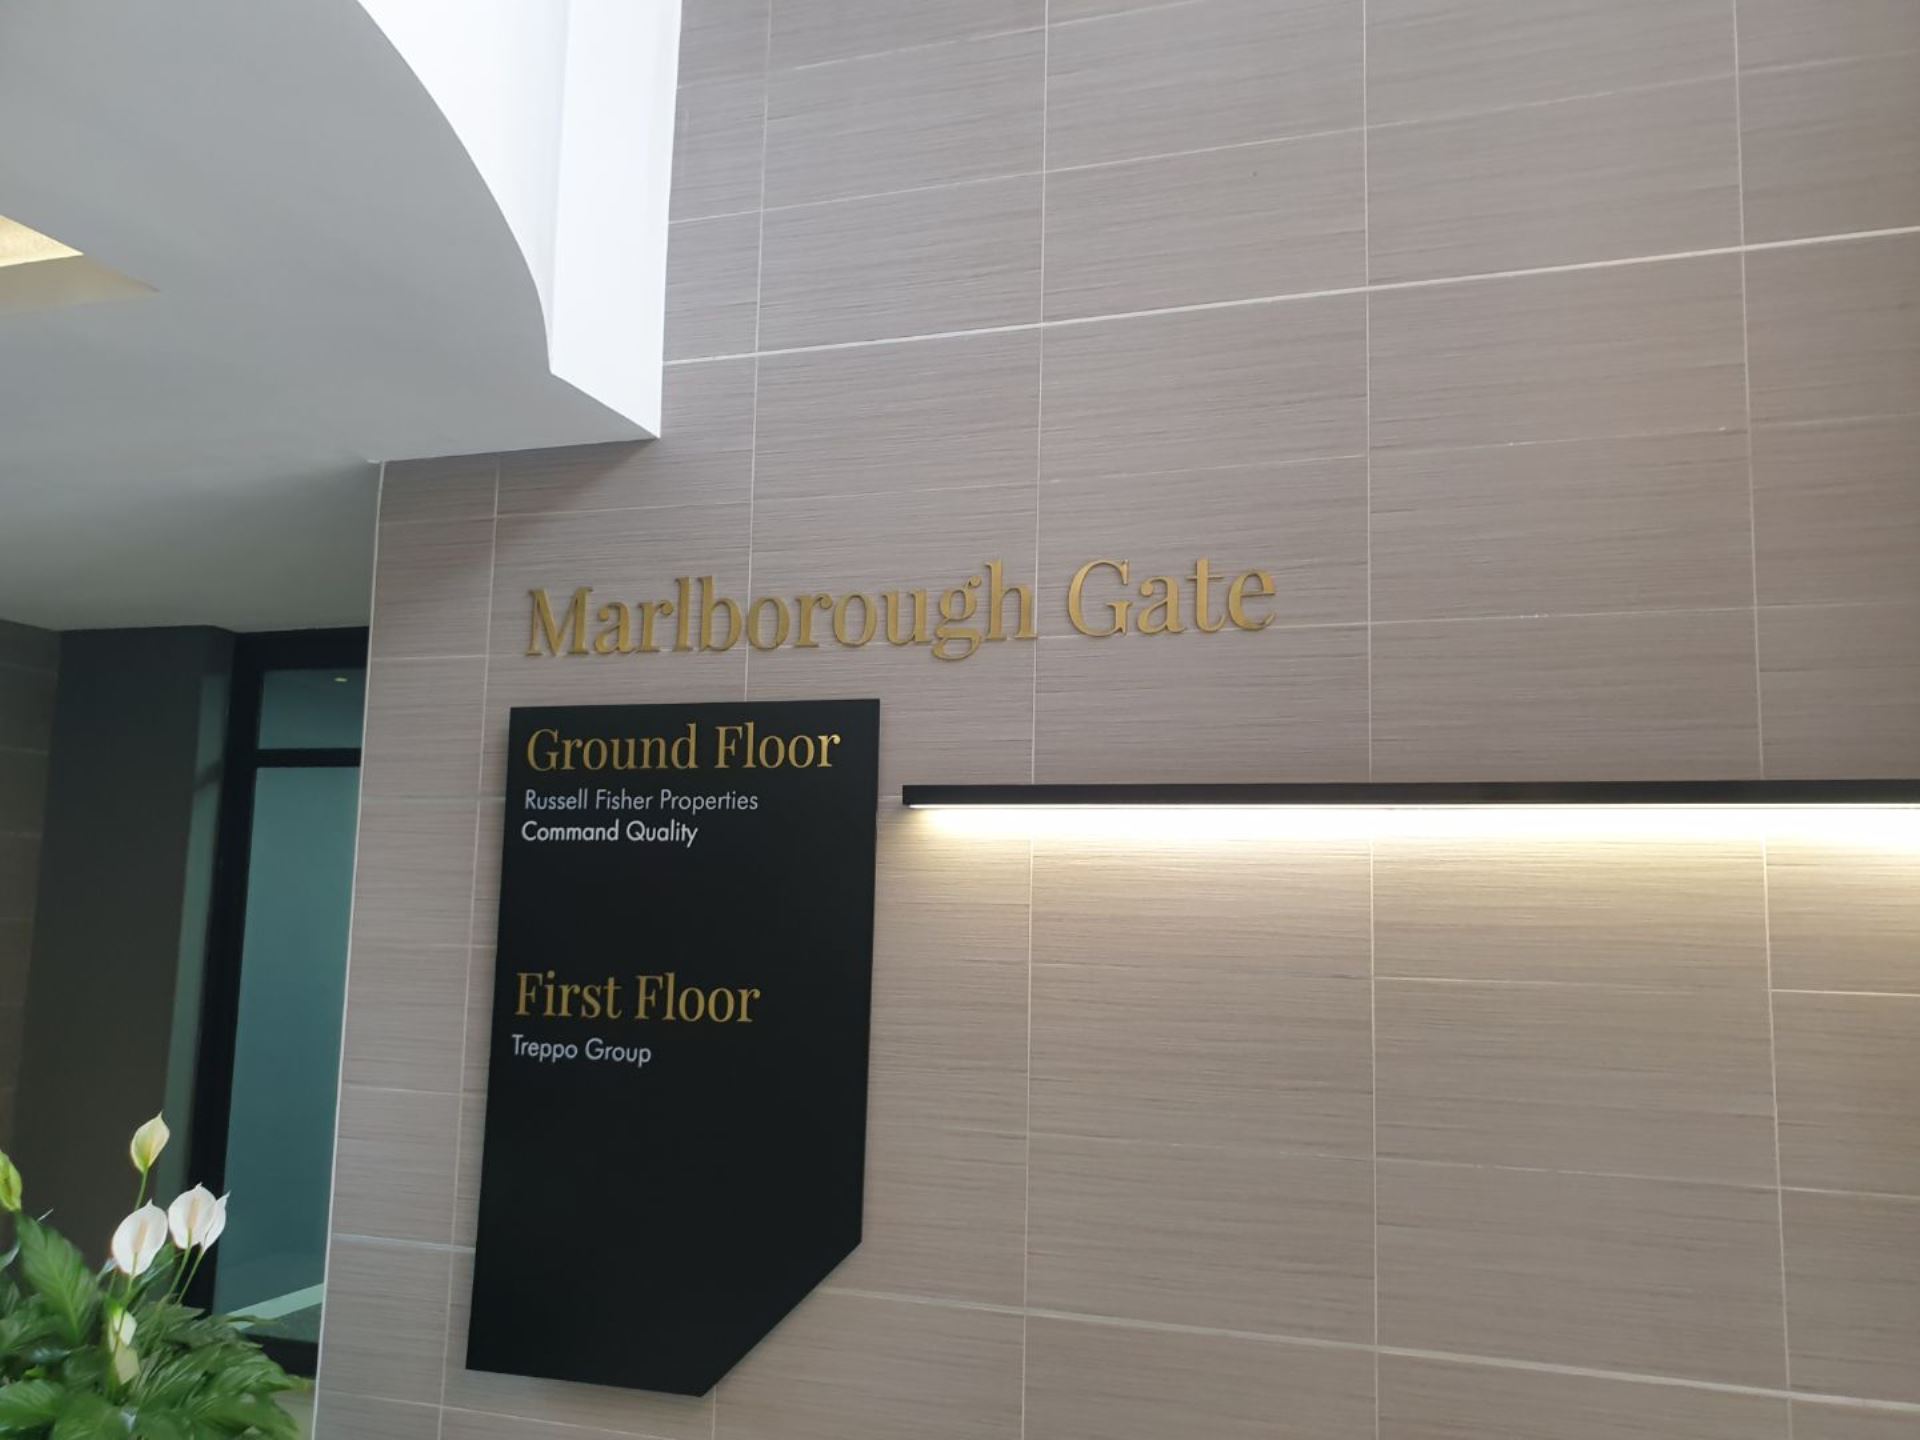 Marlborough Gate
Ground Floor
Russell Fisher Properties
Command Quality
First Floor
Treppo Group